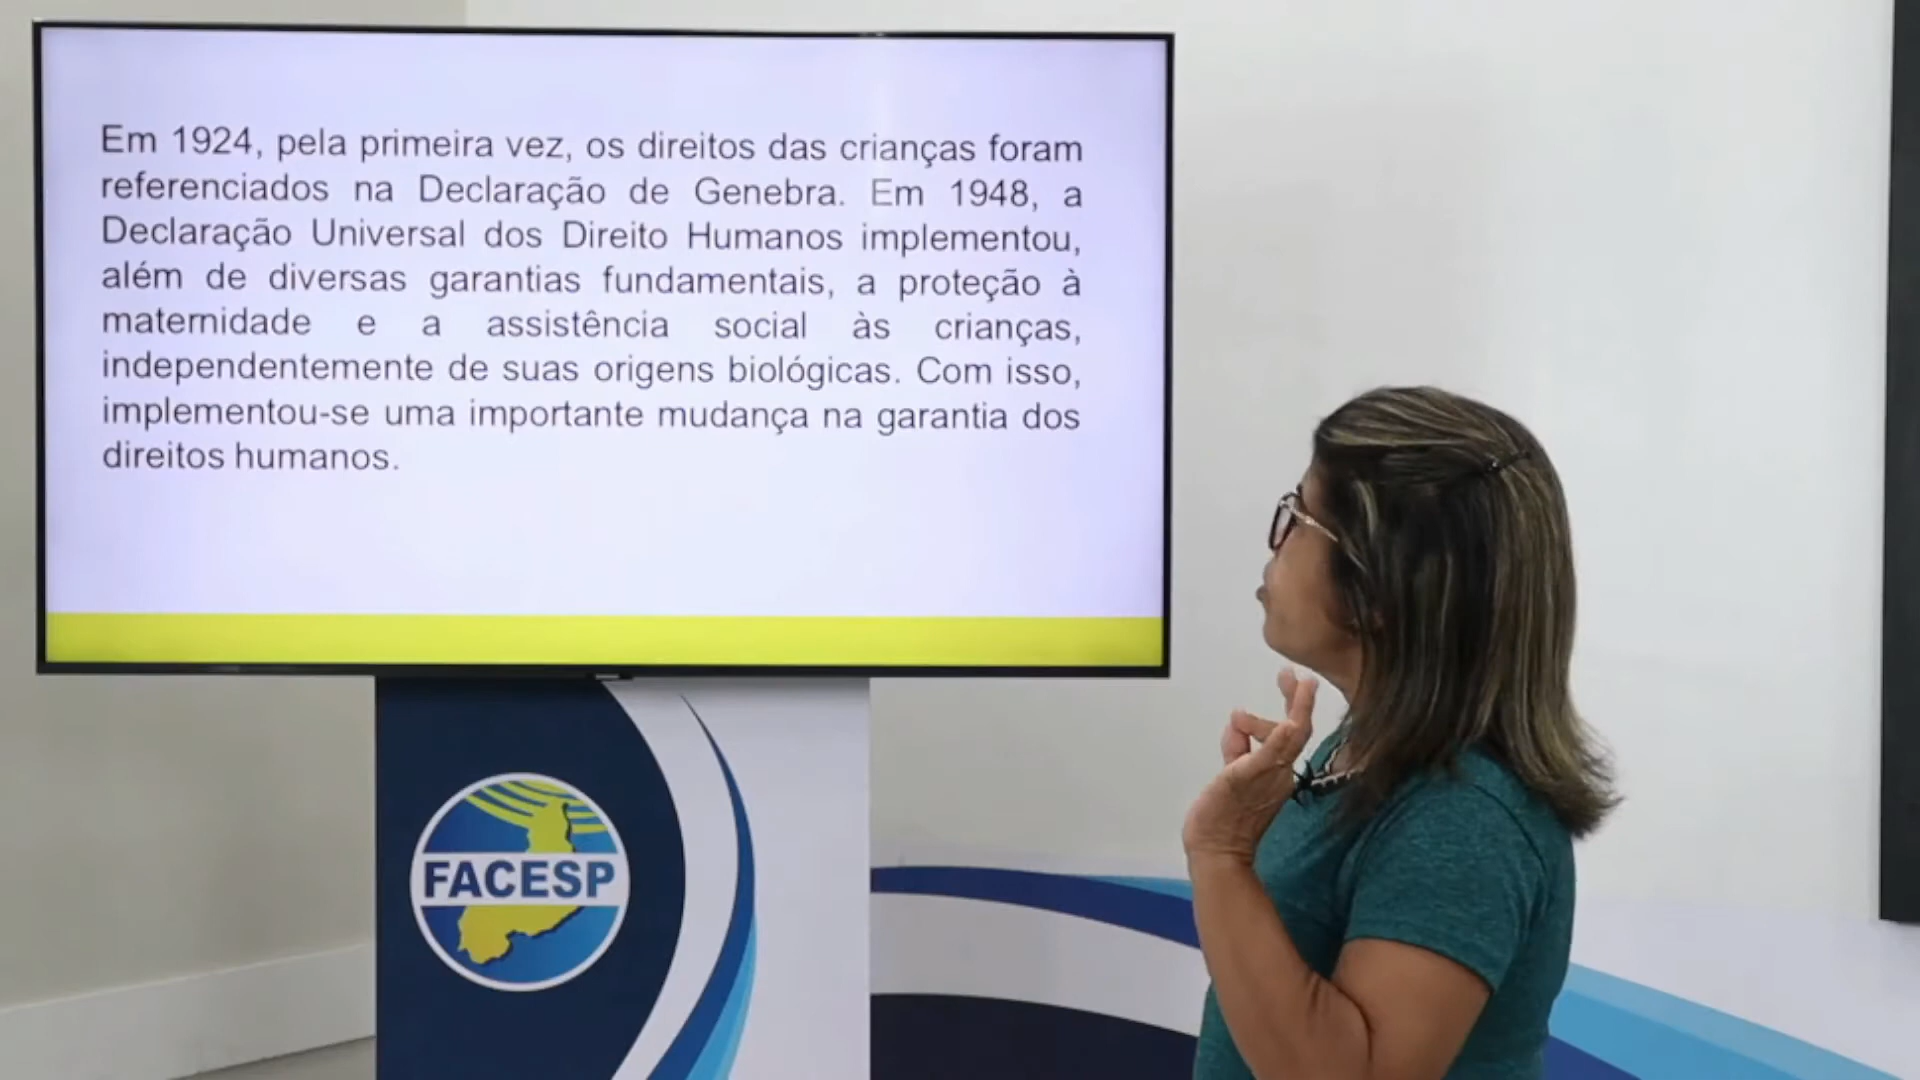 Em 1924, pela primeira vez, os direitos das crianças foram
referenciados na Declaração de Genebra. Em 1948, a
Declaração Universal dos Direito Humanos implementou,
além de diversas garantias fundamentais, a proteção à
maternidade e a assistência social às crianças,
independentemente de suas origens biológicas. Com isso,
implementou-se uma importante mudança na garantia dos
direitos humanos.
FACESP